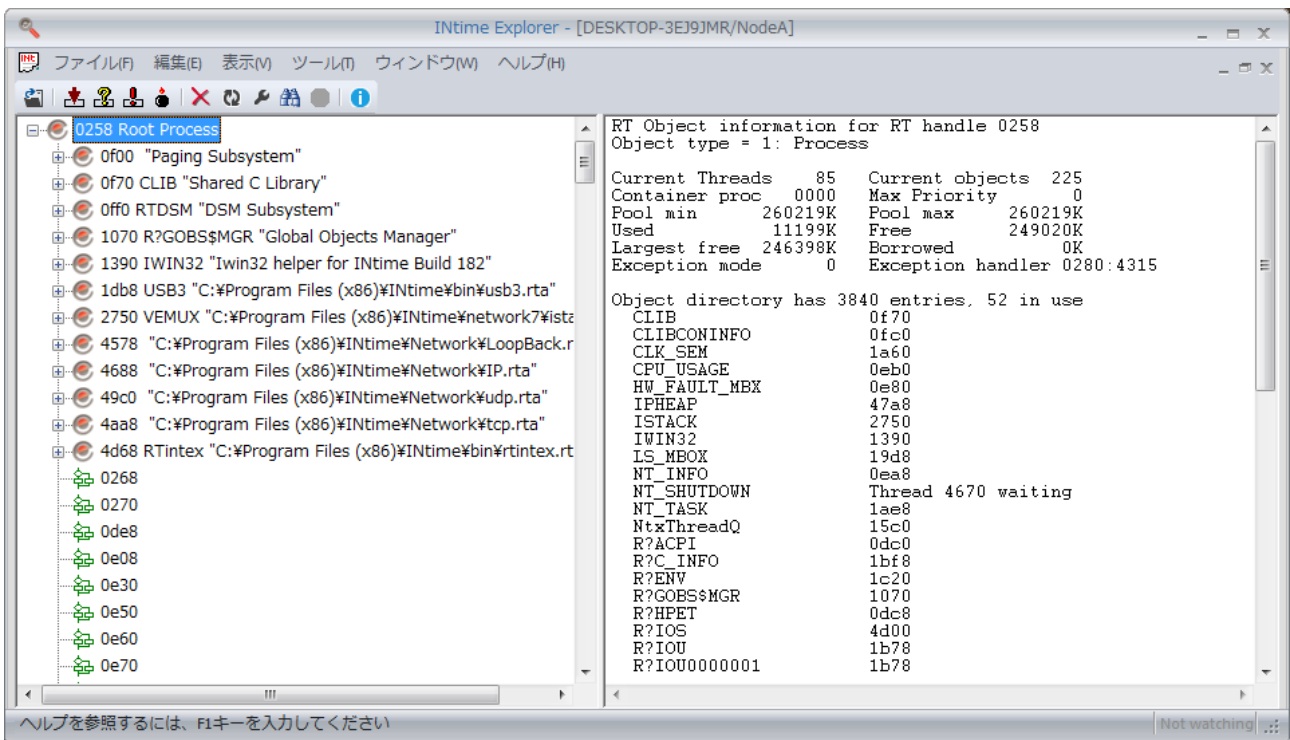 INtime Explorer - [DESKTOP-3EJ9JMR/NodeA]
ファイル(F) 編集(E) 表示(V) ツール(T) ウィンドウ(W) ヘルプ(H)
0258 Root Process
0f00 "Paging Subsystem"
0f70 CLIB "Shared C Library"
0ff0 RTDSM "DSM Subsystem"
1070 R?GOBS$MGR "Global Objects Manager"
1390 IWIN32 "Iwin32 helper for INtime Build 182"
1db8 USB3 "C:¥Program Files (x86)¥INtime¥bin¥usb3.rta"
2750 VEMUX "C:¥Program Files (x86)¥INtime¥network7¥ista
4578 "C:¥Program Files (x86)¥INtime¥Network¥LoopBack.r
4688 "C:¥Program Files (x86)¥INtime¥Network¥IP.rta"
49c0 "C:¥Program Files (x86)¥INtime¥Network¥udp.rta"
4aa8 "C:¥Program Files (x86)¥INtime¥Network¥tcp.rta"
4d68 RTintex "C:¥Program Files (x86)¥INtime¥bin¥rtintex.rt
0268
0270
0de8
0e08
0e30
0e50
0e60
0e70
RT Object information for RT handle 0258
Object type = 1: Process
Current Threads 85 Current objects 225
Container proc 0000 Max Priority 0
Pool min 260219K Pool max 260219K
Used 11199K Free 249020K
Largest free 246398K Borrowed 0K
Exception mode 0 Exception handler 0280:4315
Object directory has 3840 entries, 52 in use
CLIB 0f70
CLIBCONINFO 0fc0
CLK_SEM 1a60
CPU_USAGE 0eb0
HW_FAULT_MBX 0e80
IPHEAP 47a8
ISTACK 2750
IWIN32 1390
LS_MBOX 19d8
NT_INFO 0ea8
NT_SHUTDOWN Thread 4670 waiting
NT_TASK 1ae8
NtxThreadQ 15c0
R?ACPI 0dc0
R?C_INFO 1bf8
R?ENV 1c20
R?GOBS$MGR 1070
R?HPET 0dc8
R?IOS 4d00
R?IOU 1b78
R?IOU0000001 1b78
ヘルプを参照するには、F1キーを入力してください
Not watching